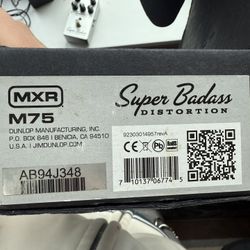 MXR
M75
DUNLOP MANUFACTURING, INC.
P.O. BOX 846 | BENICIA, CA 94510
U.S.A. | JIMDUNLOP.COM
AB94J348
Super Badass
DISTORTION
92303014957revA
7 10137 06774 5